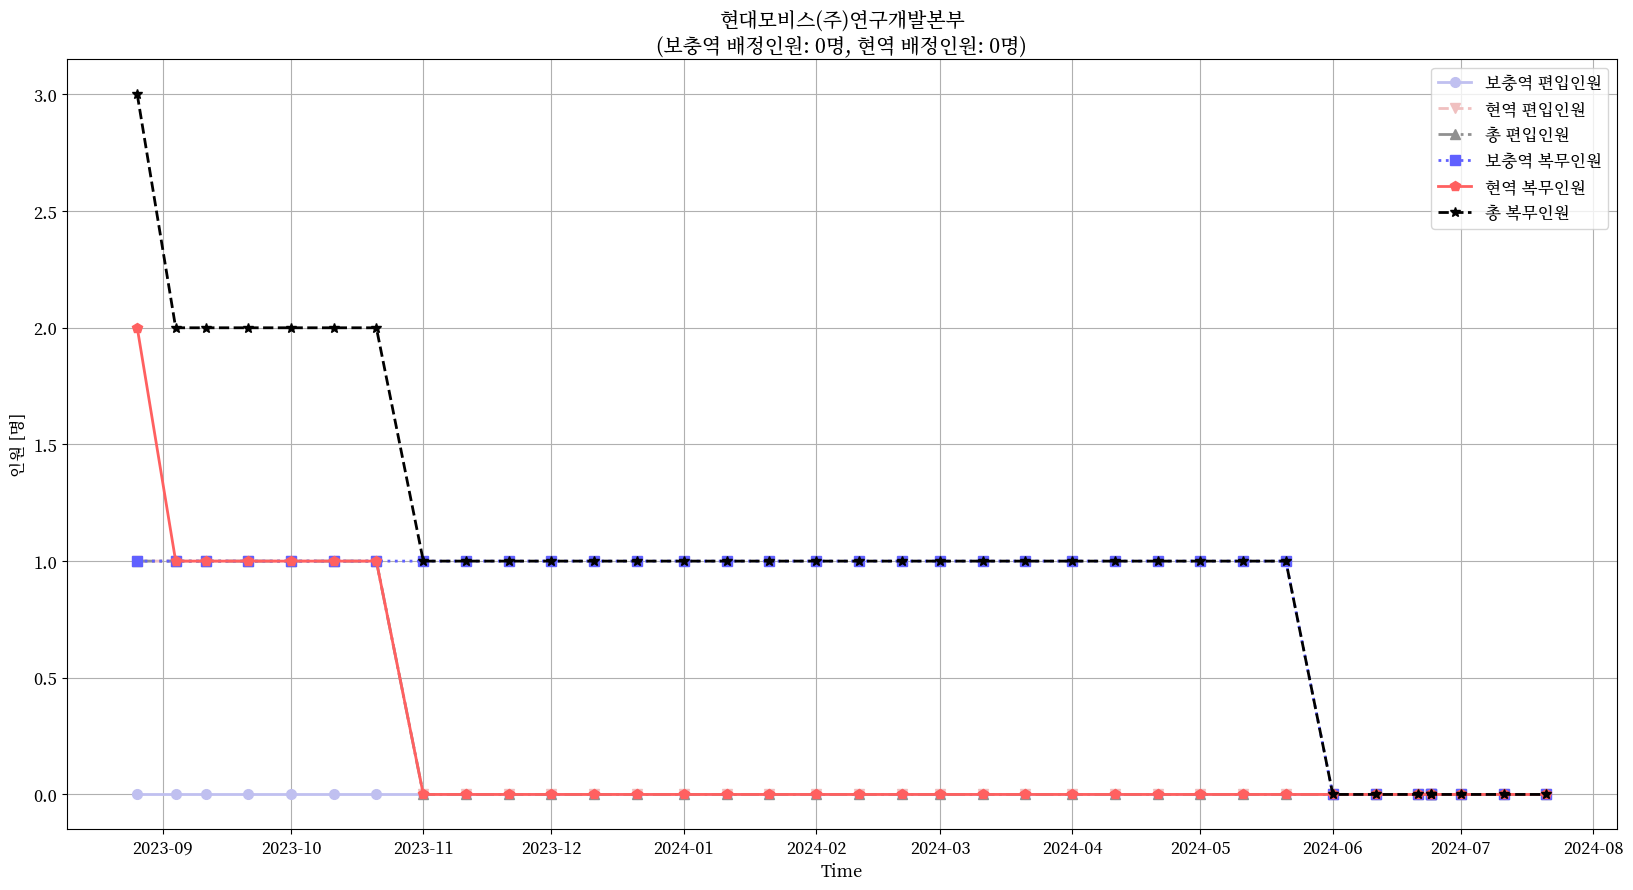 현대모비스(주)연구개발본부
(보충역 배정인원: 0명, 현역 배정인원: 0명)
보충역 편입인원
현역 편입인원
총 편입인원
보충역 복무인원
현역 복무인원
총 복무인원
인원 [명]
3.0
2.5
2.0
1.5
1.0
0.5
0.0
2023-09 2023-10 2023-11 2023-12 2024-01 2024-02 2024-03 2024-04 2024-05 2024-06 2024-07 2024-08
Time